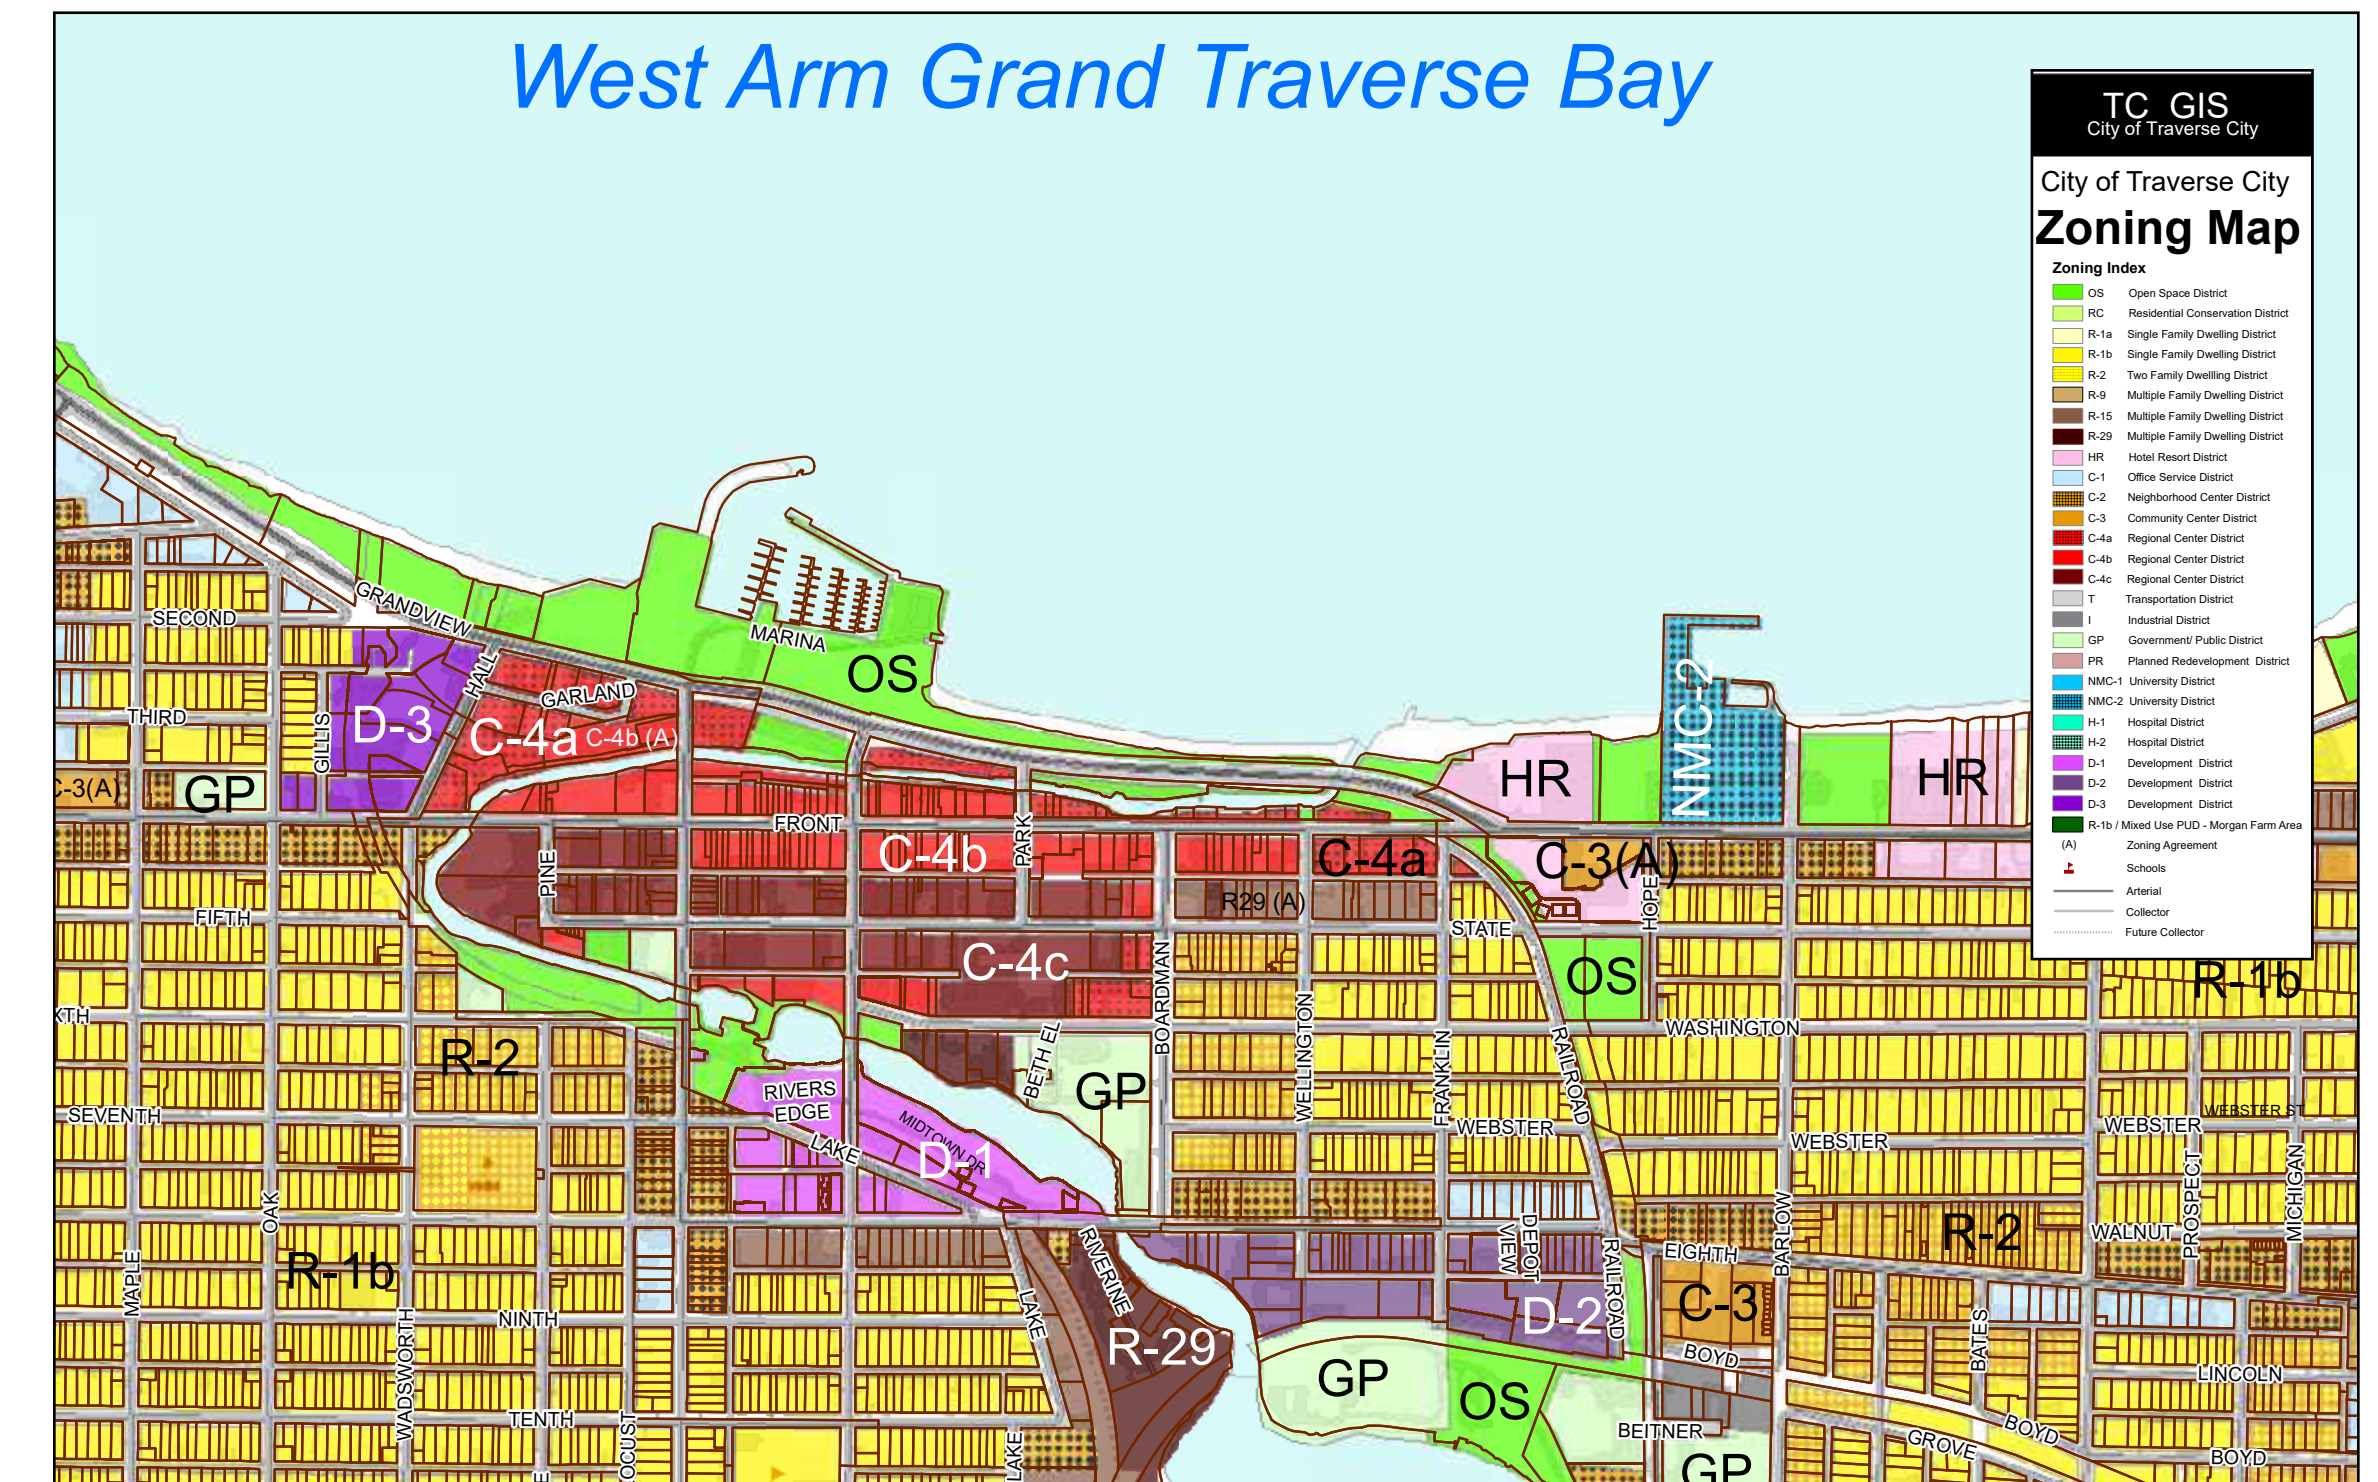 West Arm Grand Traverse Bay
TC GIS
City of Traverse City
City of Traverse City
Zoning Map
Zoning Index
OS Open Space District
RC Residential Conservation District
R-1a Single Family Dwelling District
R-1b Single Family Dwelling District
R-2 Two Family Dwellling District
R-9 Multiple Family Dwelling District
R-15 Multiple Family Dwelling District
R-29 Multiple Family Dwelling District
HR Hotel Resort District
C-1 Office Service District
C-2 Neighborhood Center District
C-3 Community Center District
C-4a Regional Center District
C-4b Regional Center District
C-4c Regional Center District
T Transportation District
I Industrial District
GP Government/ Public District
PR Planned Redevelopment District
NMC-1 University District
NMC-2 University District
H-1 Hospital District
H-2 Hospital District
D-1 Development District
D-2 Development District
D-3 Development District
R-1b / Mixed Use PUD - Morgan Farm Area
(A) Zoning Agreement
Schools
Arterial
Collector
Future Collector
GRANDVIEW
SECOND
MARINA
OS
HALL
GARLAND
THIRD
GILLIS
D-3
C-4a
C-4b (A)
NMC-2
HR
HR
C-3(A)
GP
FRONT
PARK
C-4b
C-4a
C-3(A)
PINE
HOPE
R29 (A)
FIFTH
STATE
BOARDMAN
C-4c
OS
R-1b
XTH
WELLINGTON
WASHINGTON
FRANKLIN
RAILROAD
R-2
BETH EL
GP
RIVERS
EDGE
SEVENTH
MIDTOWN DR
WEBSTER
WEBSTER
WEBSTER
WEBSTER ST
LAKE
D-1
PROSPECT
MICHIGAN
OAK
BARLOW
DEPOT
VIEW
RAILROAD
EIGHTH
R-2
WALNUT
MAPLE
R-1b
RIVERINE
LAKE
C-3
D-2
NINTH
WADSWORTH
R-29
BATES
BOYD
GP
OS
LINCOLN
TENTH
OCUST
LAKE
BEITNER
GROVE
BOYD
BOYD
GP
E